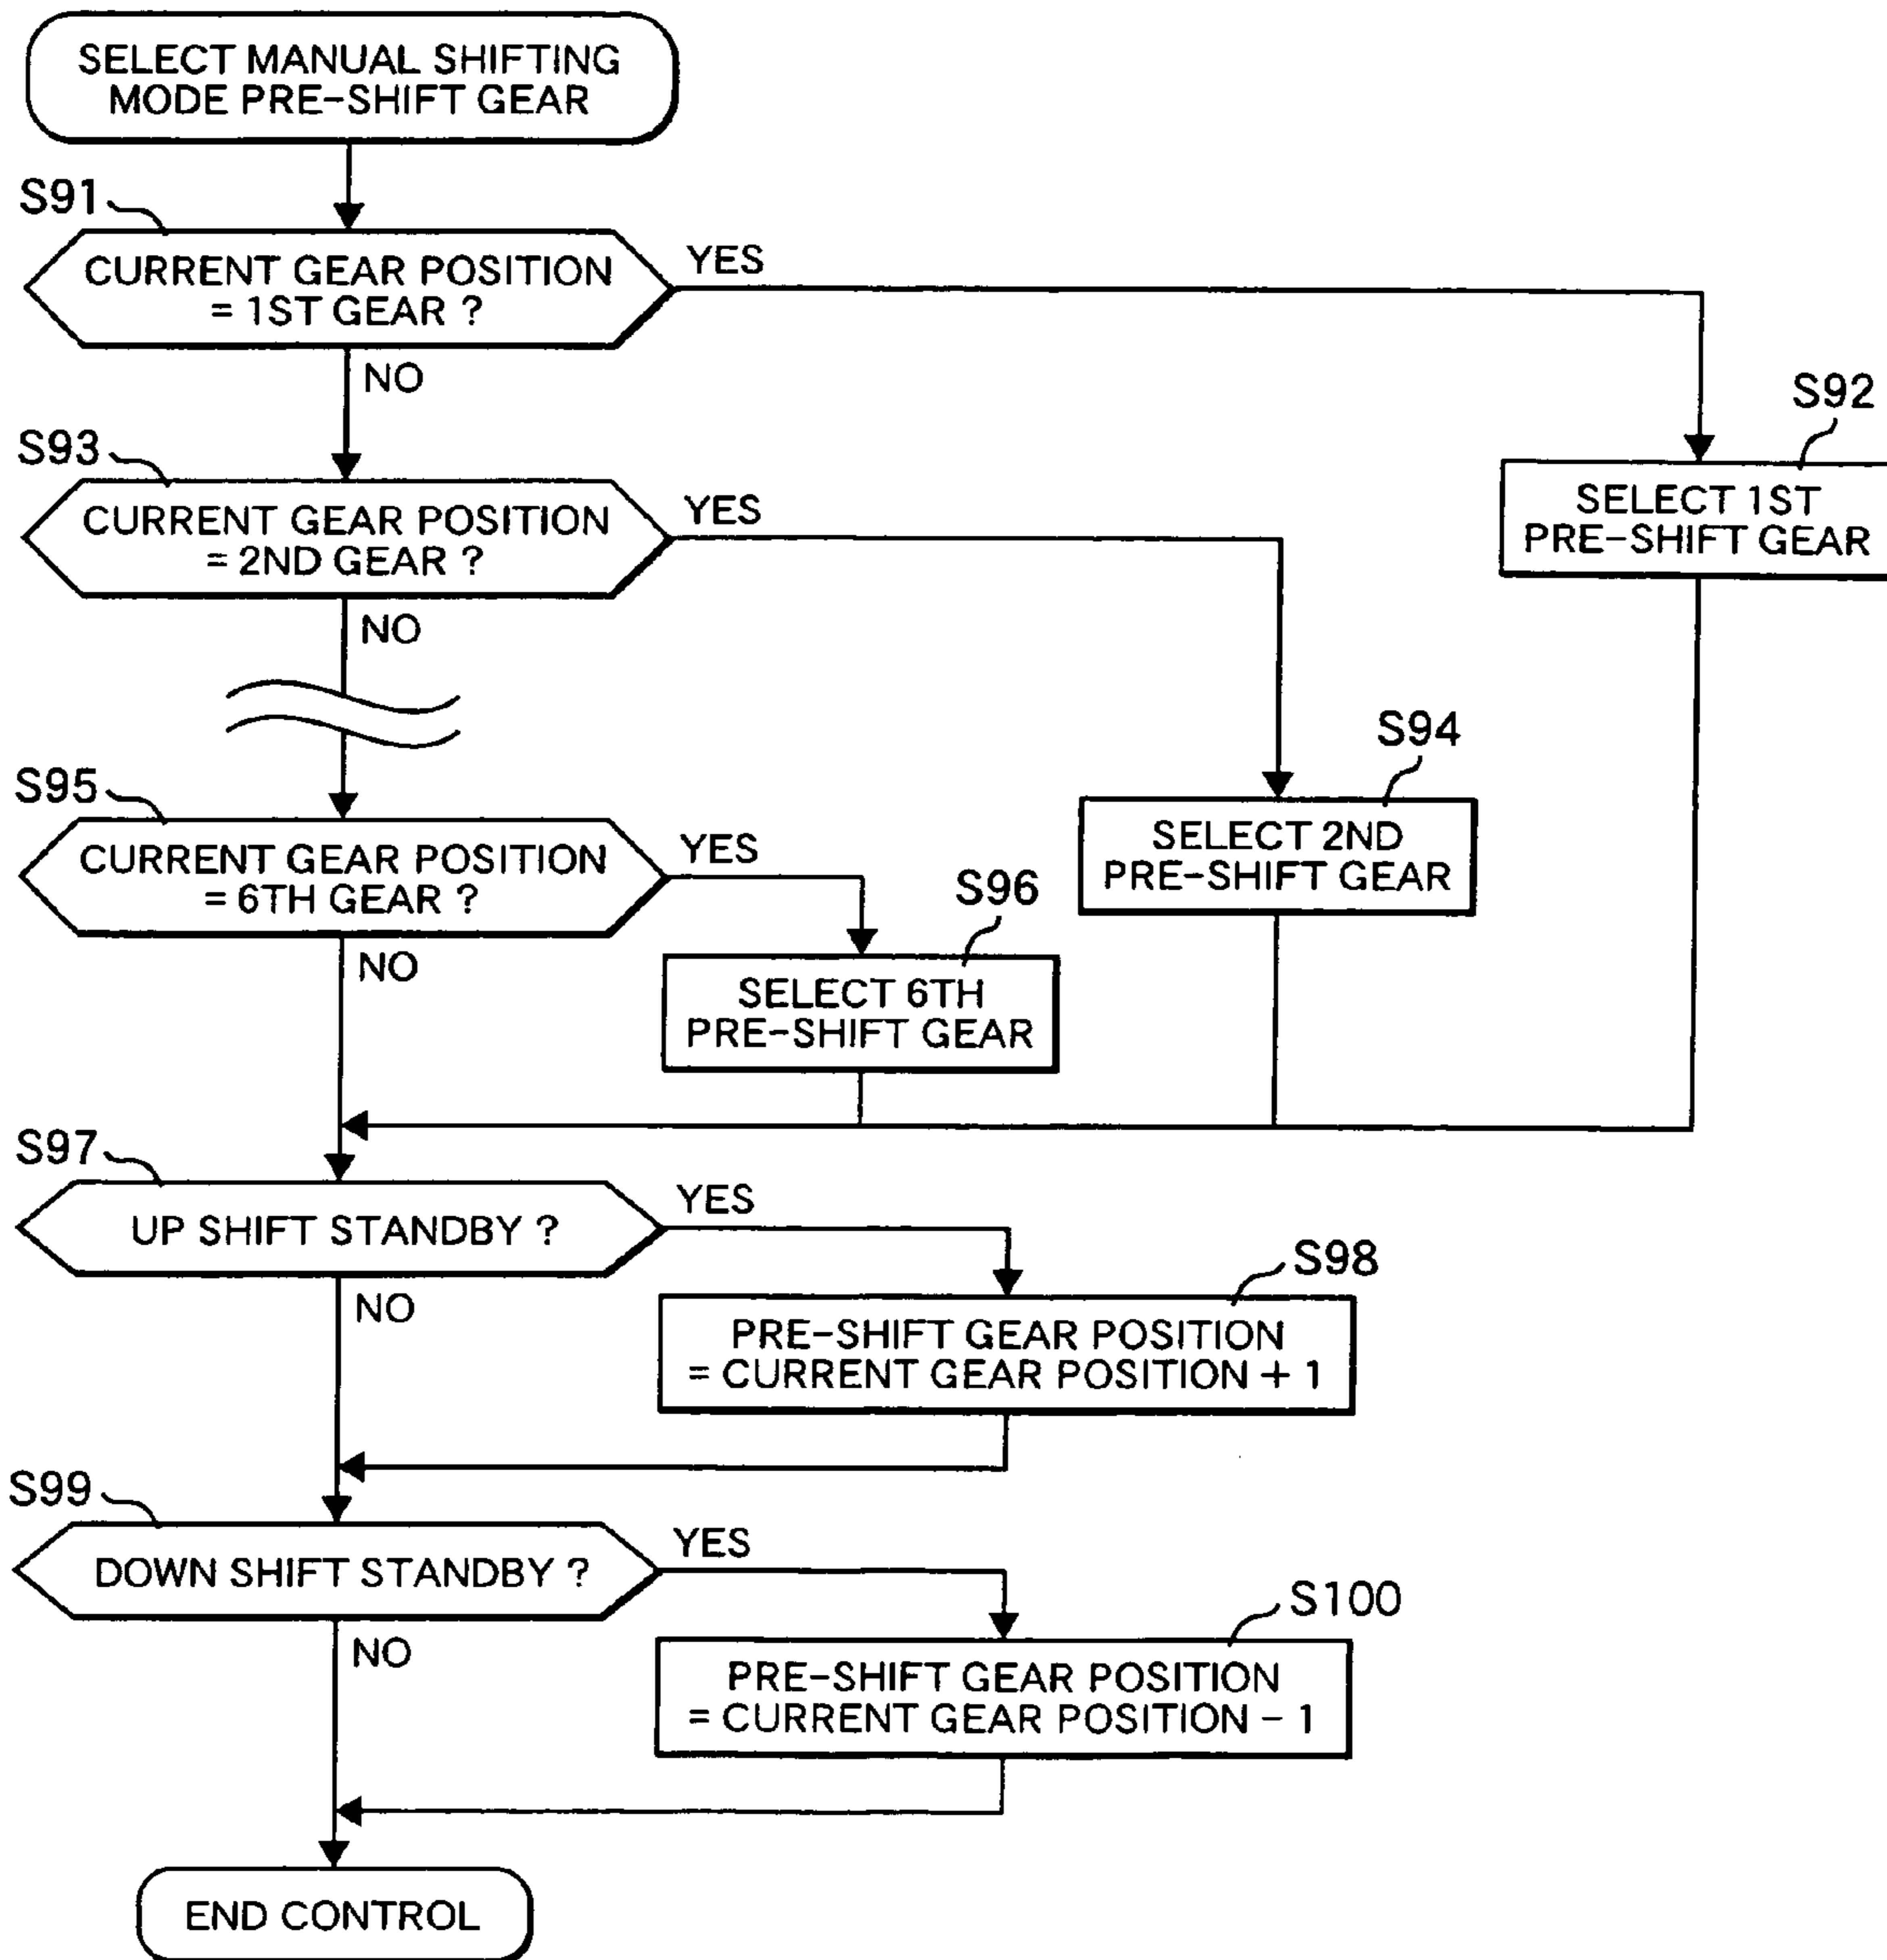 SELECT MANUAL SHIFTING
MODE PRE-SHIFT GEAR
S91
CURRENT GEAR POSITION
= 1ST GEAR ?
YES
NO
S92
SELECT 1ST
PRE-SHIFT GEAR
S93
CURRENT GEAR POSITION
= 2ND GEAR ?
YES
NO
S94
SELECT 2ND
PRE-SHIFT GEAR
S95
CURRENT GEAR POSITION
= 6TH GEAR ?
YES
NO
S96
SELECT 6TH
PRE-SHIFT GEAR
S97
UP SHIFT STANDBY ?
YES
NO
S98
PRE-SHIFT GEAR POSITION
= CURRENT GEAR POSITION + 1
S99
DOWN SHIFT STANDBY ?
YES
NO
S100
PRE-SHIFT GEAR POSITION
= CURRENT GEAR POSITION - 1
END CONTROL